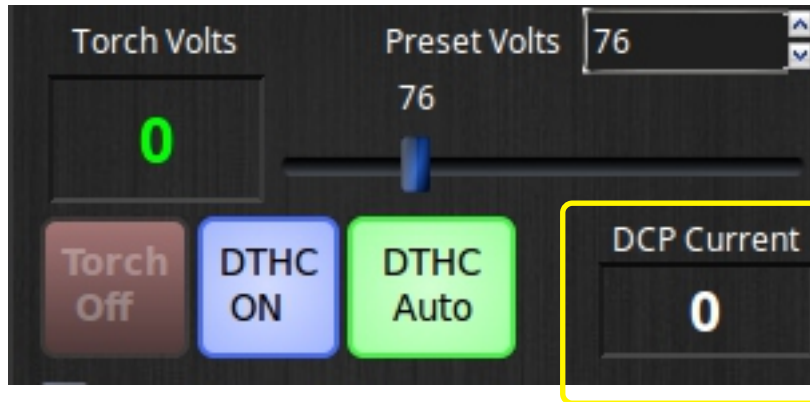 Torch Volts
Preset Volts
76
76
0
Torch
Off
DTHC
ON
DTHC
Auto
DCP Current
0